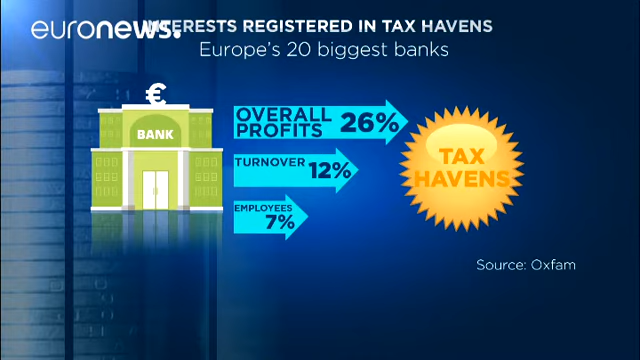 euronews.
INTERESTS REGISTERED IN TAX HAVENS
Europe's 20 biggest banks
€
BANK
OVERALL
PROFITS 26%
TURNOVER 12%
EMPLOYEES
7%
TAX
HAVENS
Source: Oxfam